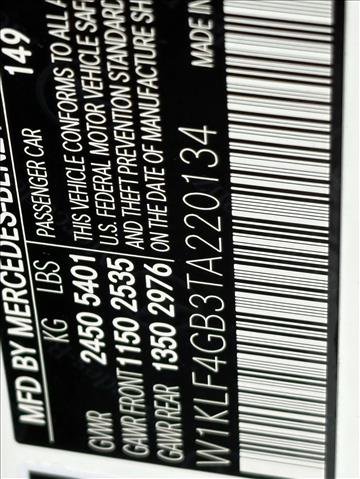 MFD BY MERCEDES-BENZ
149
KG LBS
GVWR 2450 5401
GAWR FRONT 1150 2535
GAWR REAR 1350 2976
PASSENGER CAR
THIS VEHICLE CONFORMS TO ALL
U.S. FEDERAL MOTOR VEHICLE
AND THEFT PREVENTION STANDARD
ON THE DATE OF MANUFACTURE
MADE IN
W1KLF4GB3TA220134